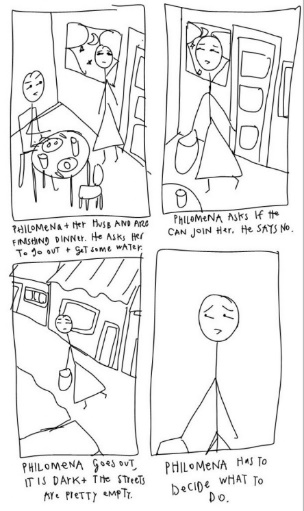 PHILOMENA + HER HUSBAND ARE
FINISHING DINNER. HE ASKS HER
TO GO OUT + GET SOME WATER.
PHILOMENA ASKS IF HE
CAN JOIN HER. HE SAYS NO.
PHILOMENA GOES OUT,
IT IS DARK + THE STREETS
ARE PRETTY EMPTY.
PHILOMENA HAS TO
DECIDE WHAT TO
DO.